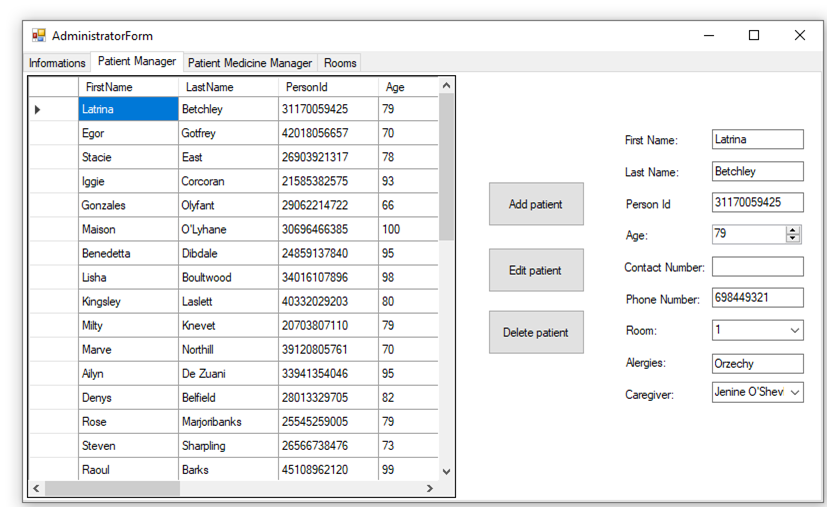 AdministratorForm
Informations Patient Manager Patient Medicine Manager Rooms
FirstName LastName PersonId Age
Latrina Betchley 31170059425 79
Egor Gotfrey 42018056657 70
Stacie East 26903921317 78
Iggie Corcoran 21585382575 93
Gonzales Olyfant 29062214722 66
Maison O'Lyhane 30696466385 100
Benedetta Dibdale 24859137840 95
Lisha Boultwood 34016107896 98
Kingsley Laslett 40332029203 80
Milty Knevet 20703807110 79
Marve Northill 39120805761 70
Ailyn De Zuani 33941354046 95
Denys Belfield 28013329705 82
Rose Marjoribanks 25545259005 79
Steven Sharpling 26566738476 73
Raoul Barks 45108962120 99
Add patient
Edit patient
Delete patient
First Name: Latrina
Last Name: Betchley
Person Id 31170059425
Age: 79
Contact Number:
Phone Number: 698449321
Room: 1
Alergies: Orzechy
Caregiver: Jenine O'Shev